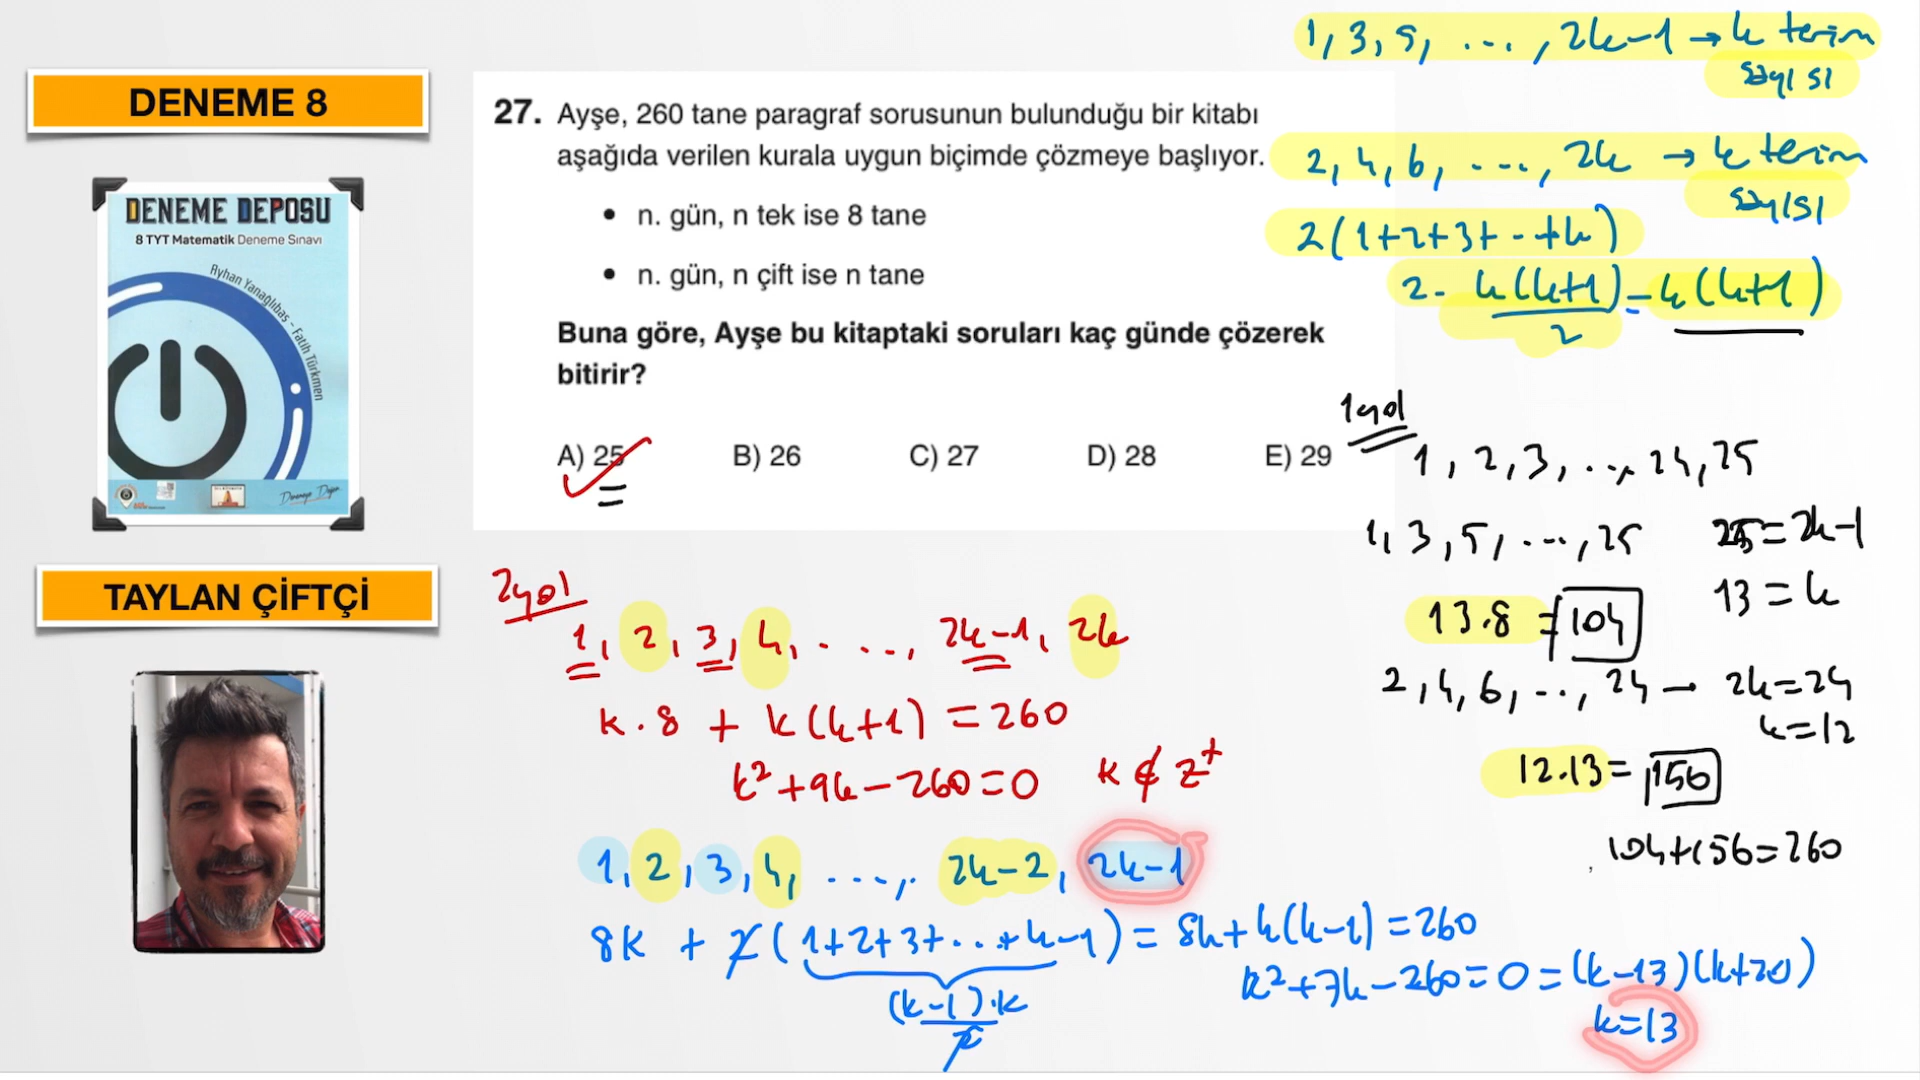 DENEME 8
DENEME DEPOSU
8 TYT Matematik Deneme Sınavı
Ayhan Yanağlıbaş - Fatih Türkmen
TAYLAN ÇİFTÇİ
27. Ayşe, 260 tane paragraf sorusunun bulunduğu bir kitabı
aşağıda verilen kurala uygun biçimde çözmeye başlıyor.
• n. gün, n tek ise 8 tane
• n. gün, n çift ise n tane
Buna göre, Ayşe bu kitaptaki soruları kaç günde çözerek
bitirir?
A) 25 B) 26 C) 27 D) 28 E) 29
1, 3, 5, ..., 2k-1 → k terim
sayısı
2, 4, 6, ..., 2k → k terim
sayısı
2(1+2+3+--+k)
2. k(k+1)/2 = k(k+1)
1yol
1, 2, 3, ..., 24, 25
1, 3, 5, ..., 25 25=2k-1
13=k
13.8=104
2, 4, 6, ..., 24 → 2k=24
k=12
12.13=156
104+156=260
2yol
1, 2, 3, 4, ..., 2k-1, 2k
k.8 + k(k+1) = 260
k²+9k-260=0 k∉Z⁺
1, 2, 3, 4, ..., 2k-2, 2k-1
8k + 2(1+2+3+...+k-1) = 8k+k(k-1)=260
(k-1).k/2
k²+7k-260=0=(k-13)(k+20)
k=13